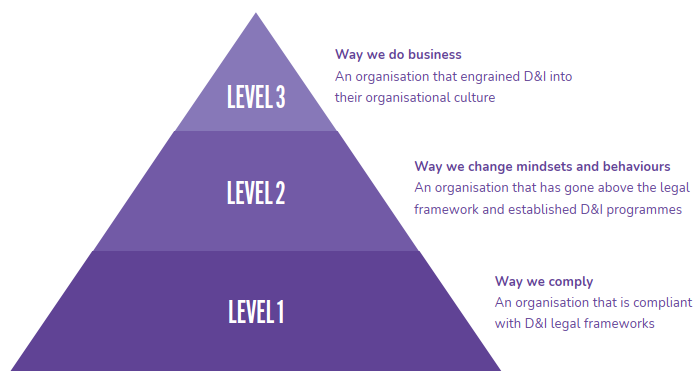 Way we do business
An organisation that engrained D&I into
their organisational culture
LEVEL 3
Way we change mindsets and behaviours
An organisation that has gone above the legal
framework and established D&I programmes
LEVEL 2
Way we comply
An organisation that is compliant
with D&I legal frameworks
LEVEL 1